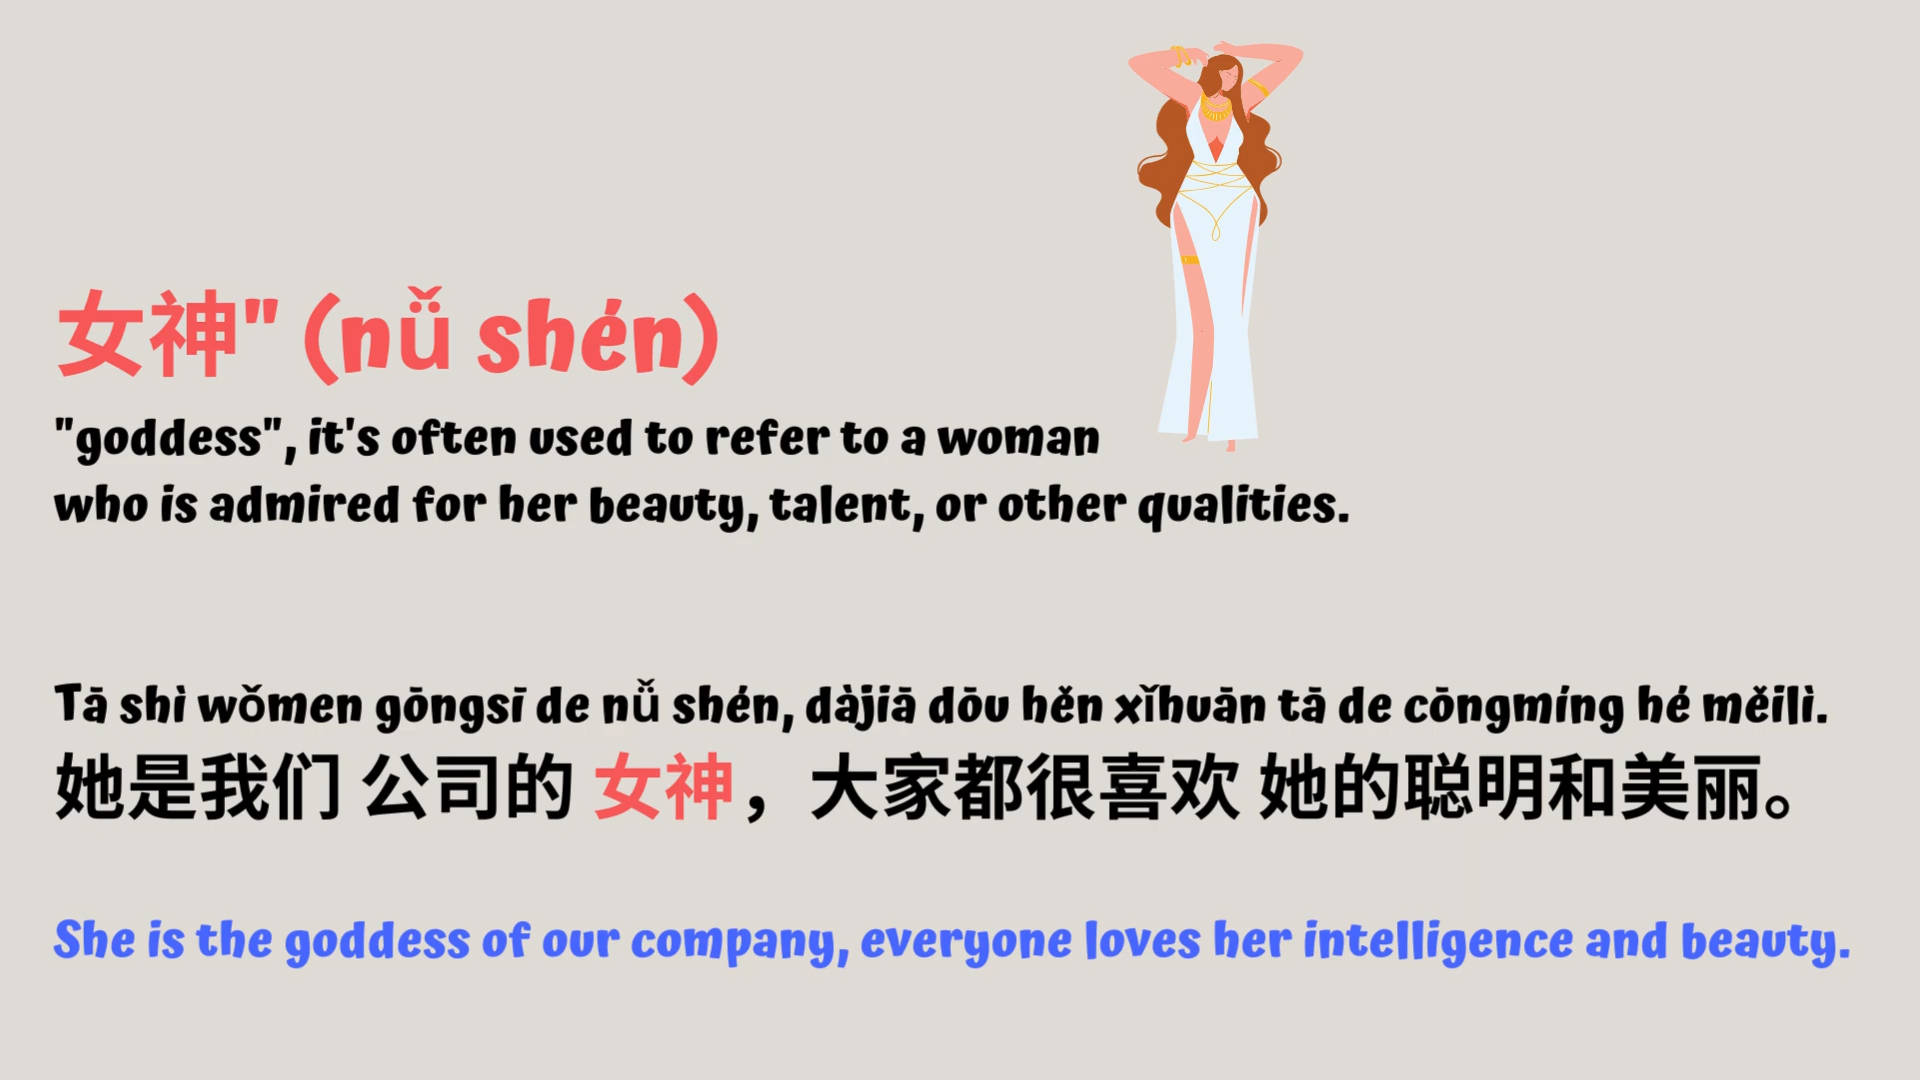 女神" (nǚ shén)
"goddess", it's often used to refer to a woman
who is admired for her beauty, talent, or other qualities.
Tā shì wǒmen gōngsī de nǚ shén, dàjiā dōu hěn xǐhuān tā de cōngmíng hé měilì.
她是我们 公司的 女神，大家都很喜欢 她的聪明和美丽。
She is the goddess of our company, everyone loves her intelligence and beauty.